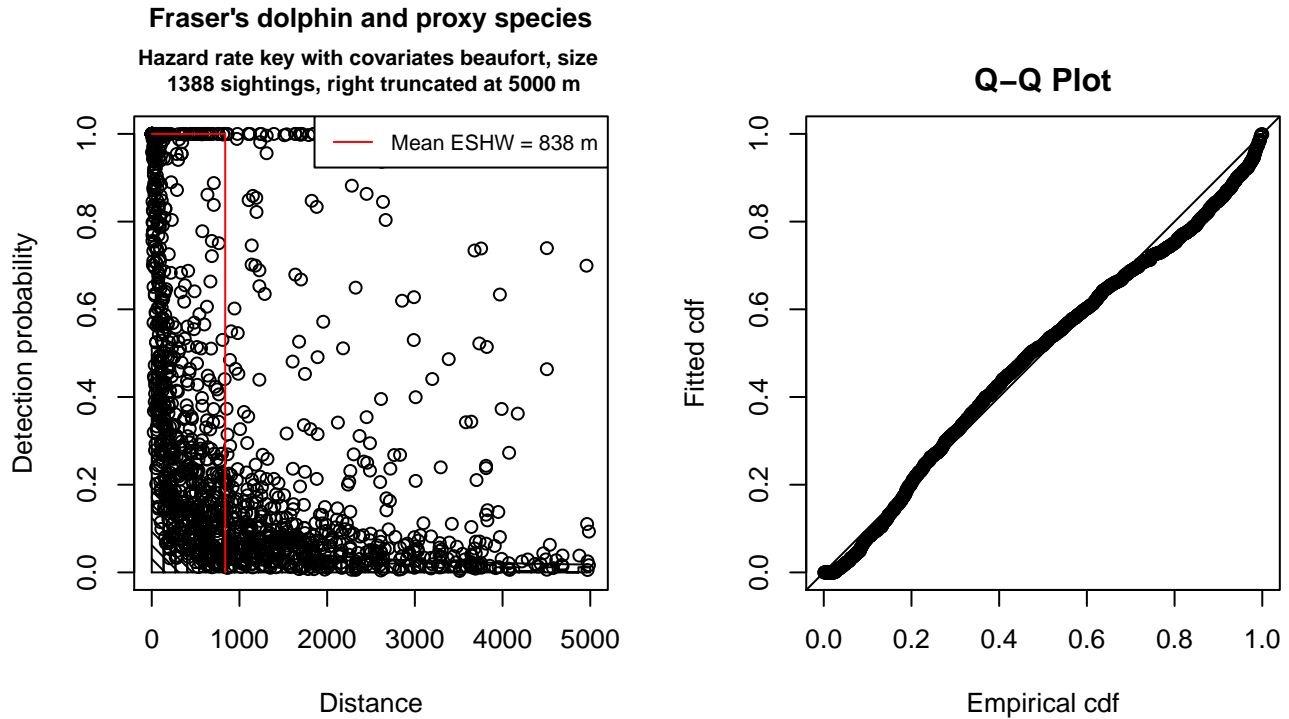 Fraser's dolphin and proxy species
Hazard rate key with covariates beaufort, size
1388 sightings, right truncated at 5000 m
Mean ESHW = 838 m
Detection probability
0.0 0.2 0.4 0.6 0.8 1.0
0 1000 2000 3000 4000 5000
Distance
Q−Q Plot
Fitted cdf
0.0 0.2 0.4 0.6 0.8 1.0
0.0 0.2 0.4 0.6 0.8 1.0
Empirical cdf